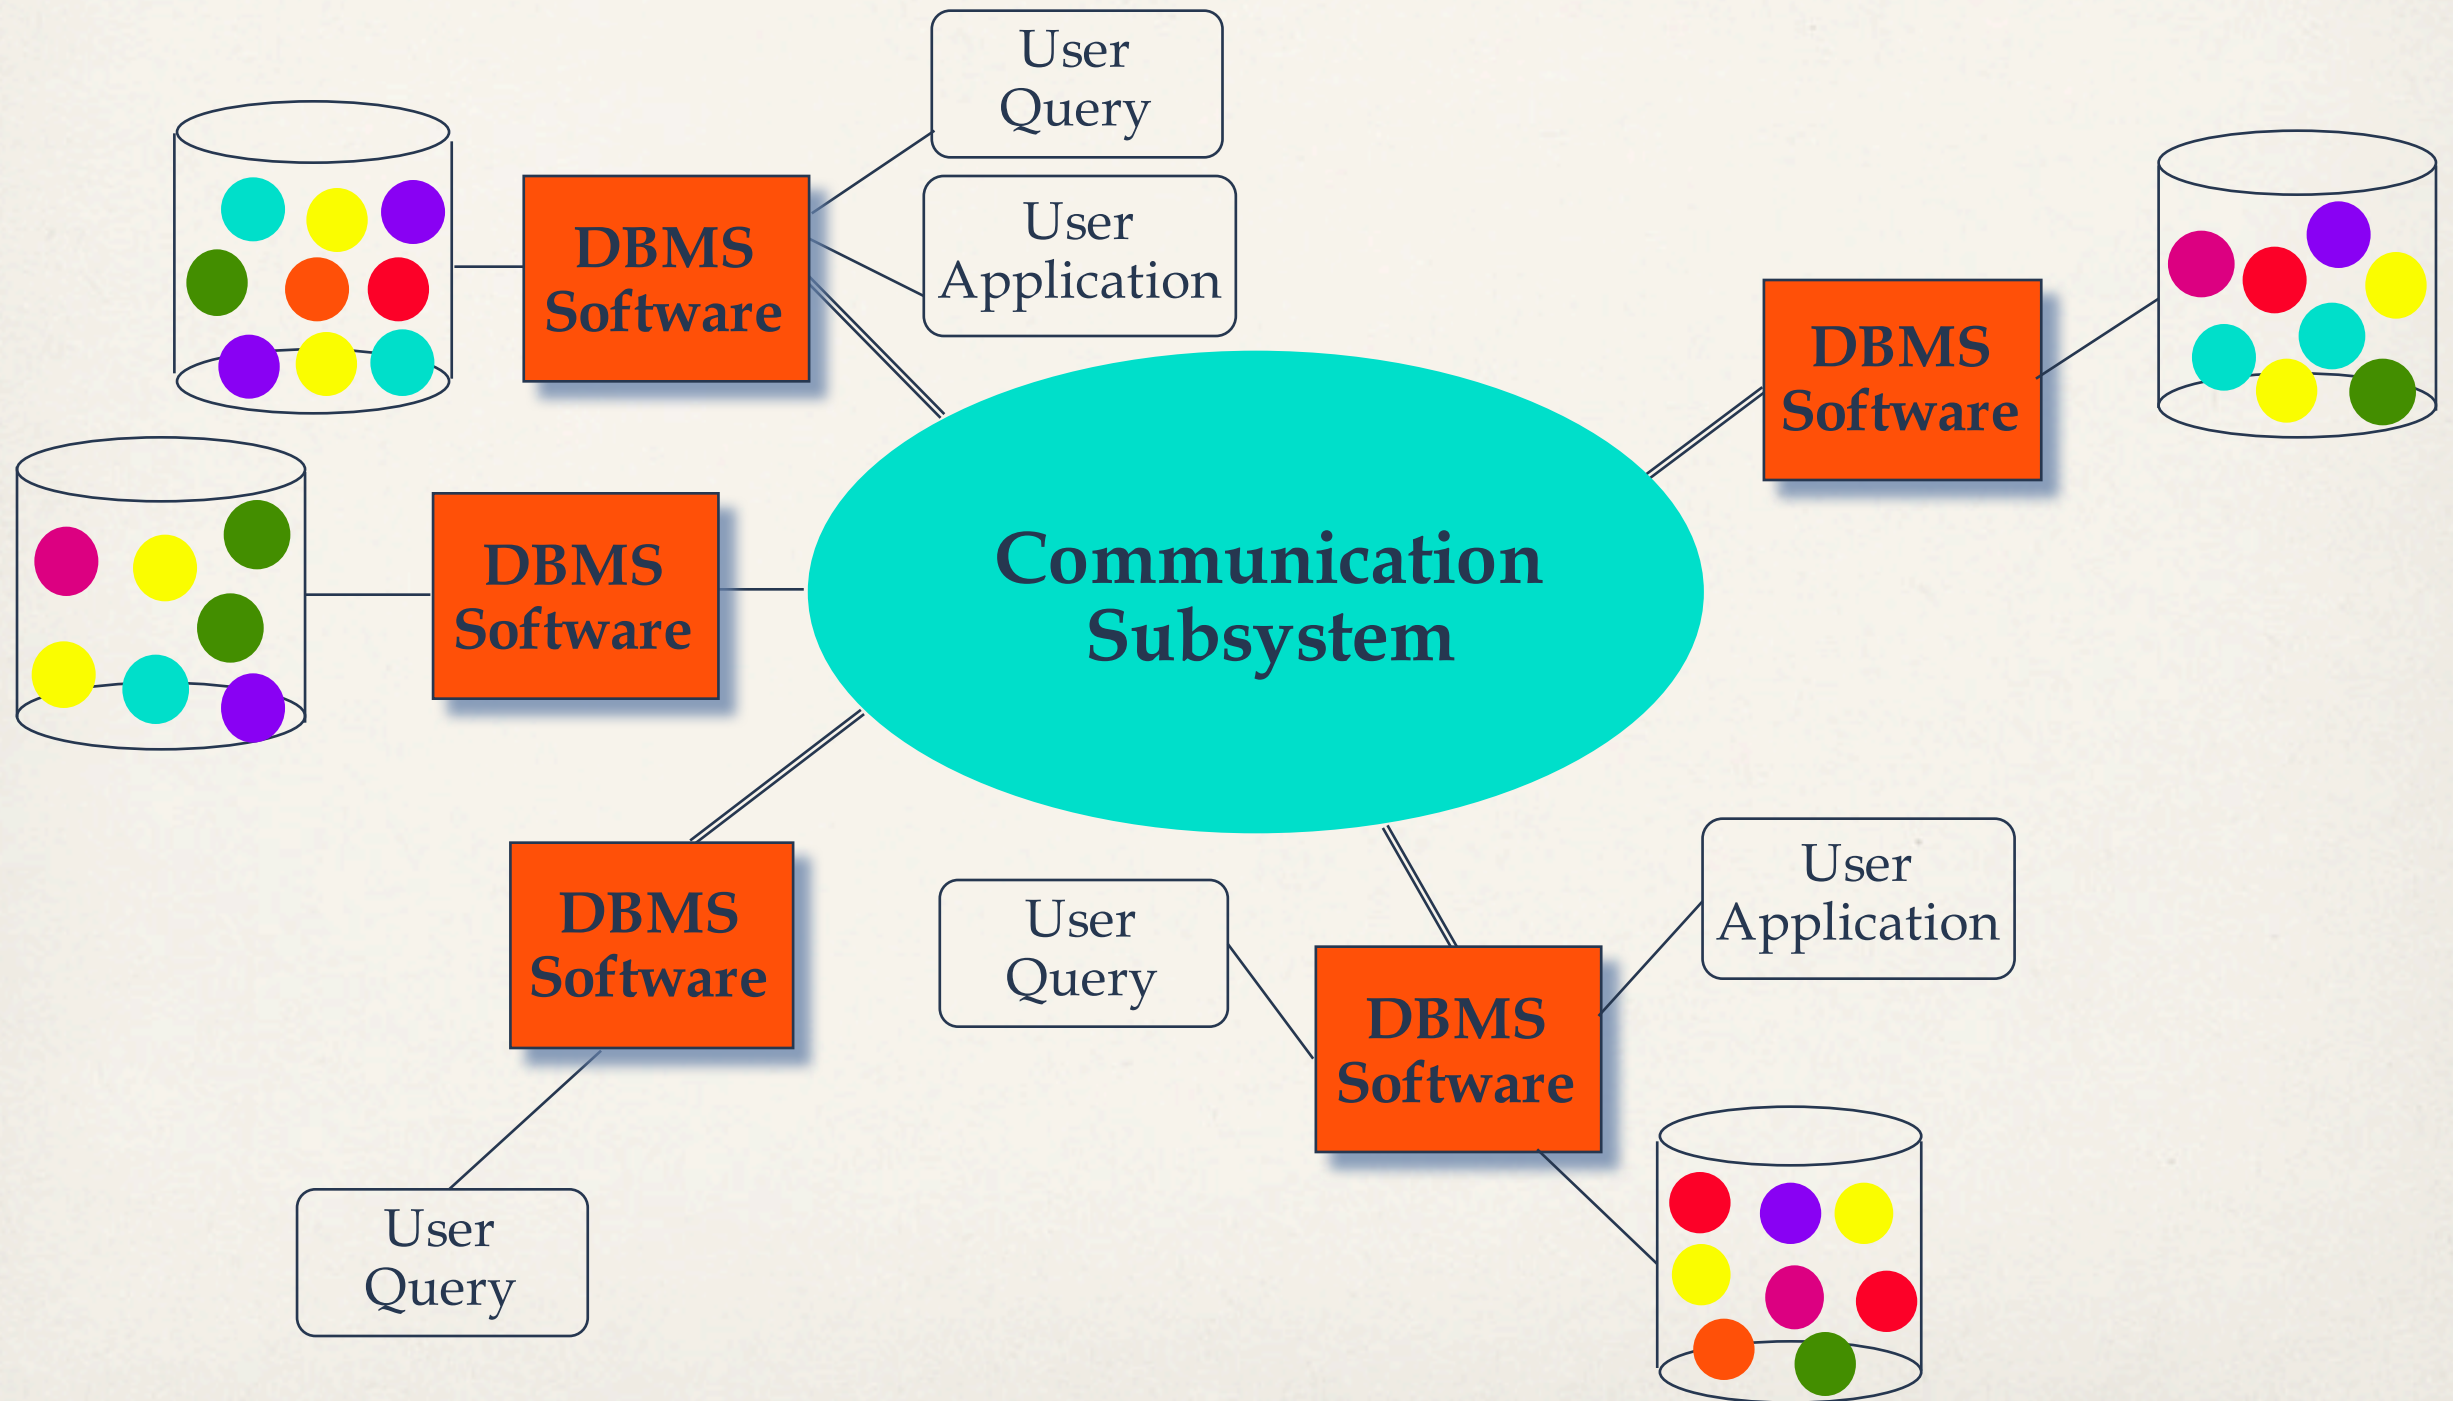 User
Query
DBMS
Software
User
Application
DBMS
Software
DBMS
Software
Communication
Subsystem
DBMS
Software
User
Query
User
Application
DBMS
Software
User
Query